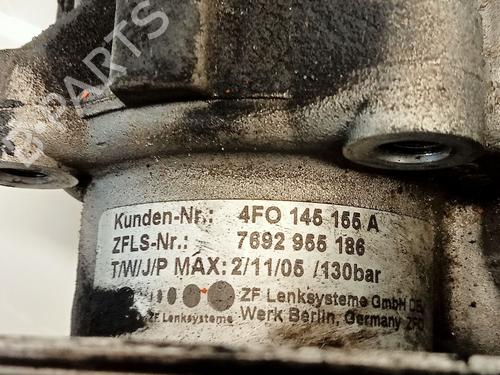 B-PARTS
Kunden-Nr.: 4FO 145 155 A
ZFLS-Nr.: 7692 955 186
T/W/J/P MAX: 2/11/05 /130bar
ZF Lenksysteme GmbH
ZF Lenksysteme Werk Berlin, Germany